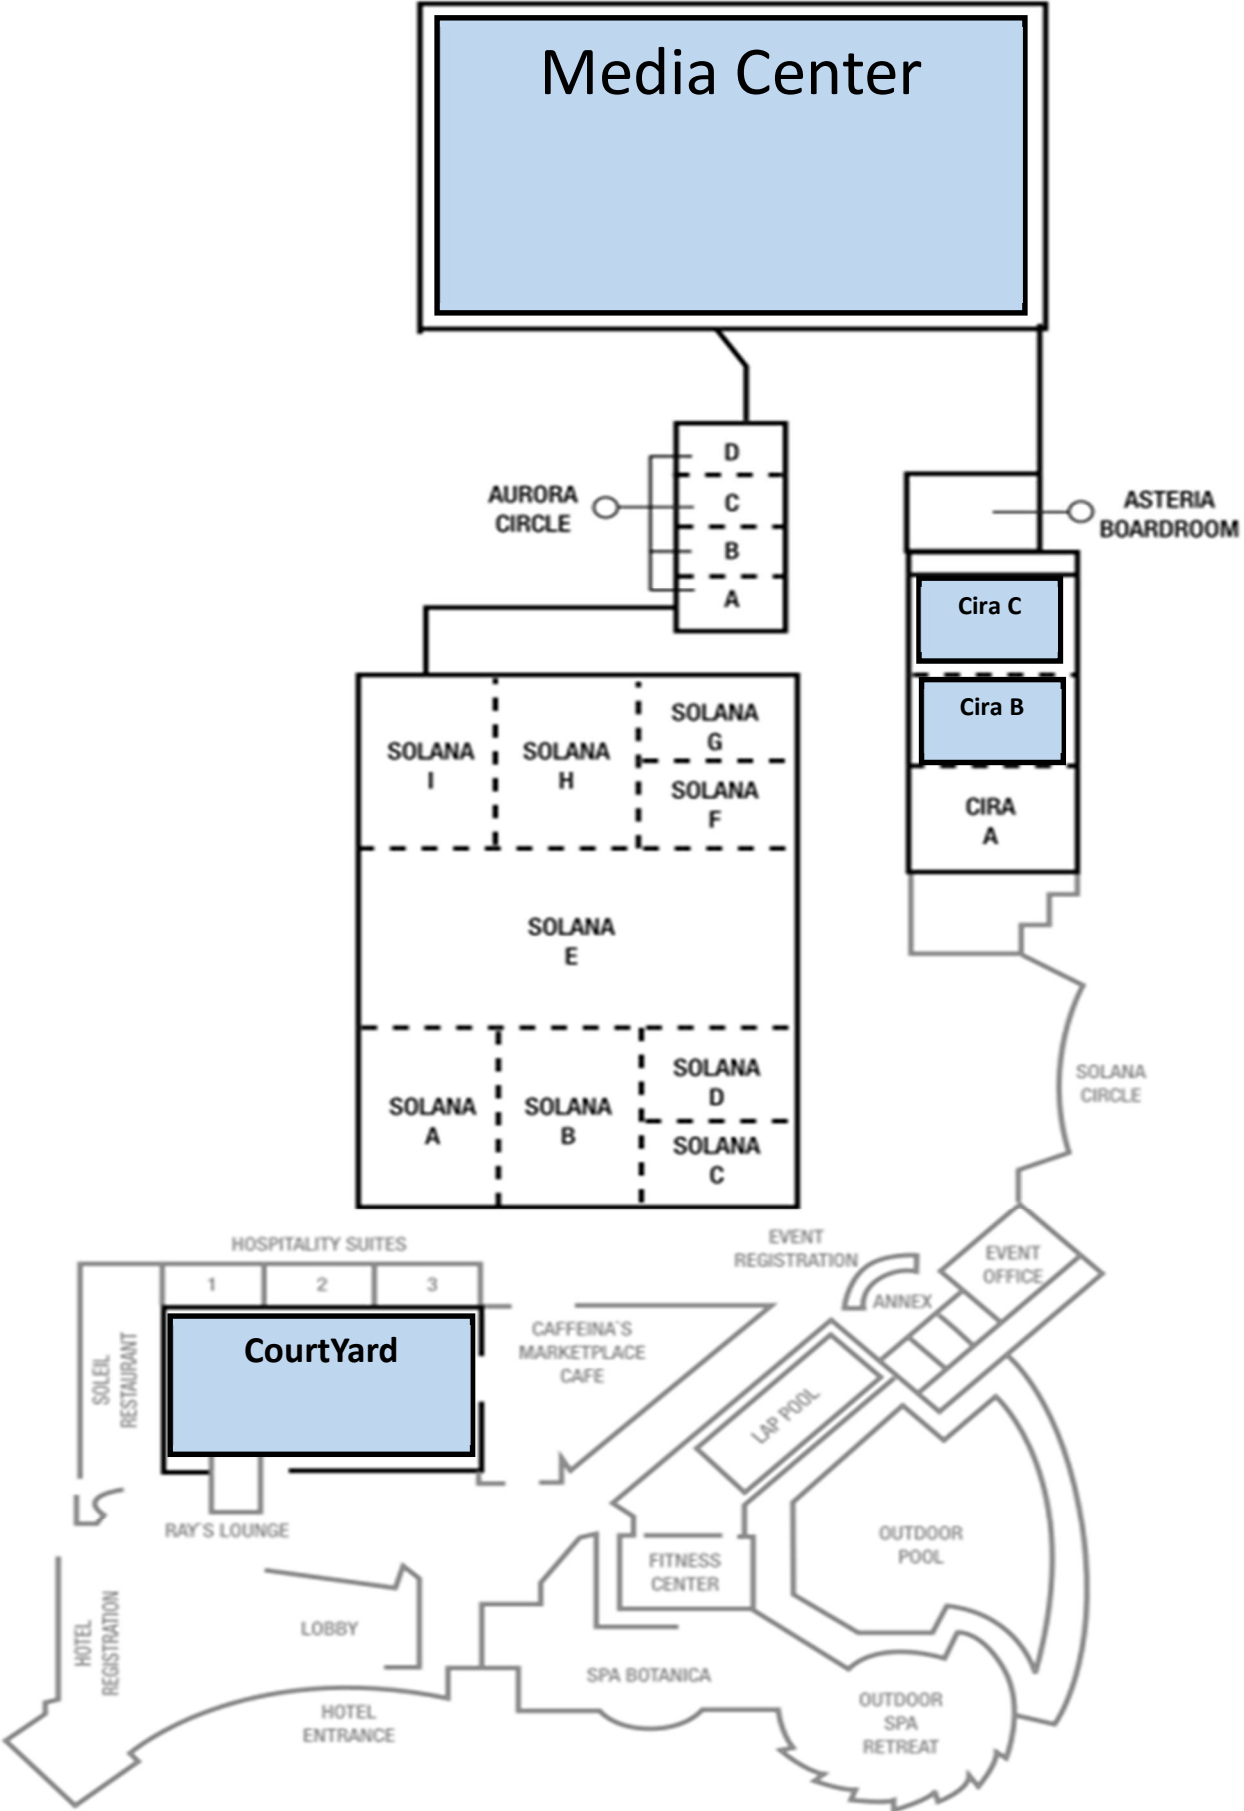 Media Center
D
AURORA
CIRCLE
C
B
A
ASTERIA
BOARDROOM
Cira C
Cira B
CIRA
A
SOLANA
I
SOLANA
H
SOLANA
G
SOLANA
F
SOLANA
E
SOLANA
A
SOLANA
B
SOLANA
D
SOLANA
C
SOLANA
CIRCLE
HOSPITALITY SUITES
1
2
3
EVENT
REGISTRATION
EVENT
OFFICE
ANNEX
SOLEIL
RESTAURANT
CourtYard
CAFFEINA`S
MARKETPLACE
CAFE
LAP POOL
RAY`S LOUNGE
OUTDOOR
POOL
FITNESS
CENTER
HOTEL
REGISTRATION
LOBBY
SPA BOTANICA
HOTEL
ENTRANCE
OUTDOOR
SPA
RETREAT